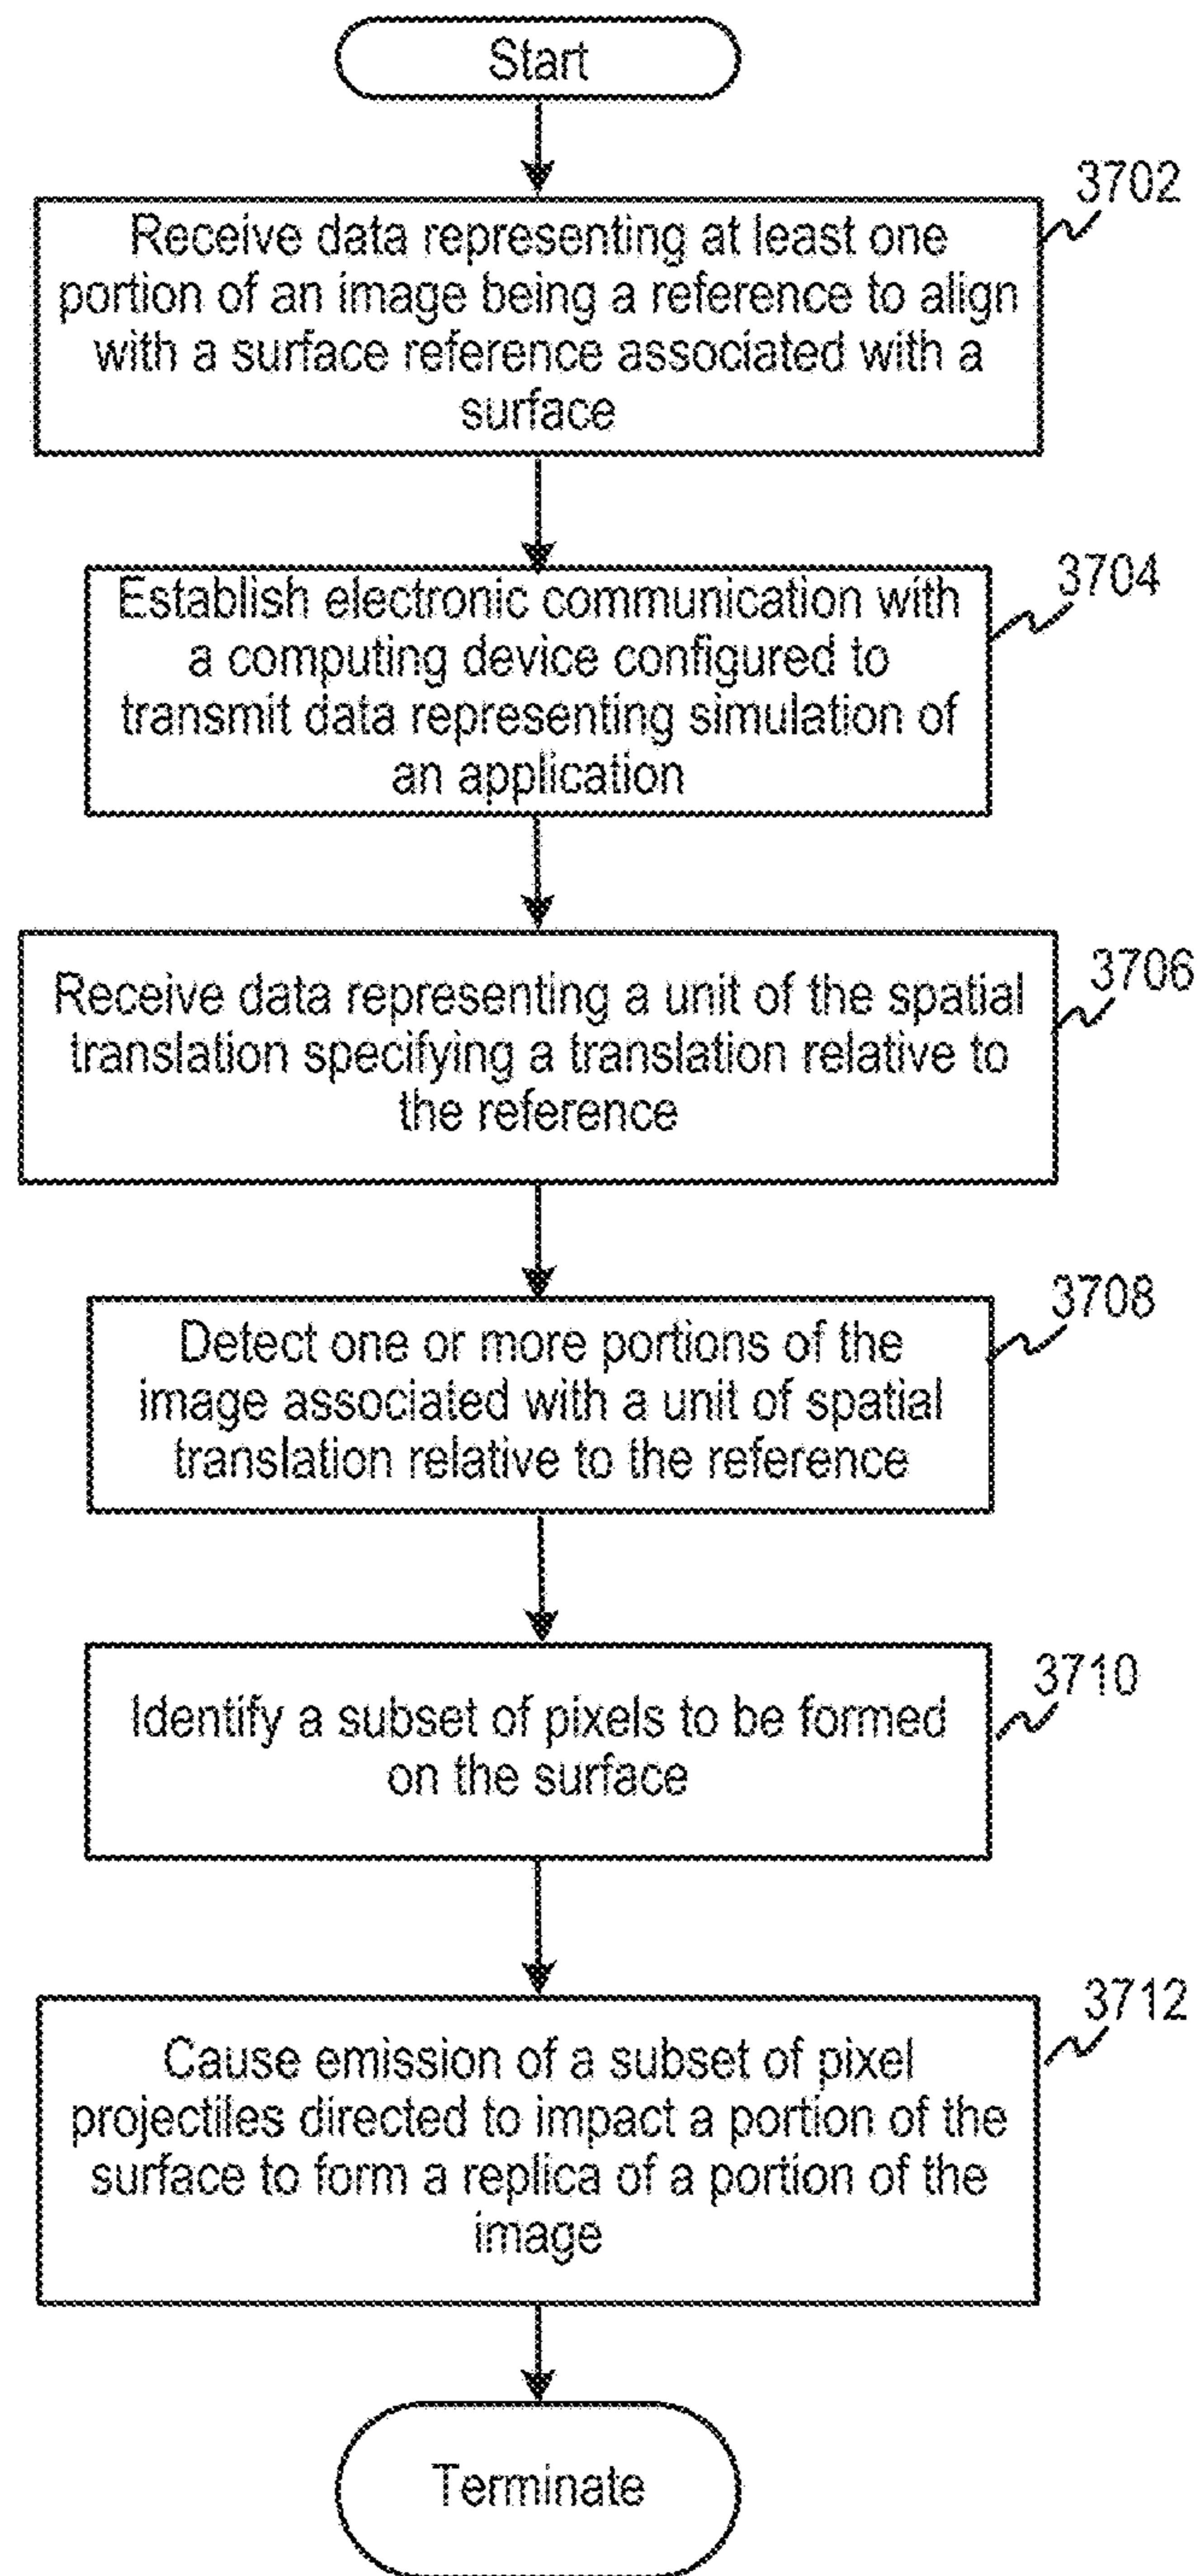 Start
3702
Receive data representing at least one
portion of an image being a reference to align
with a surface reference associated with a
surface
3704
Establish electronic communication with
a computing device configured to
transmit data representing simulation of
an application
3706
Receive data representing a unit of the spatial
translation specifying a translation relative to
the reference
3708
Detect one or more portions of the
image associated with a unit of spatial
translation relative to the reference
3710
Identify a subset of pixels to be formed
on the surface
3712
Cause emission of a subset of pixel
projectiles directed to impact a portion of the
surface to form a replica of a portion of the
image
Terminate